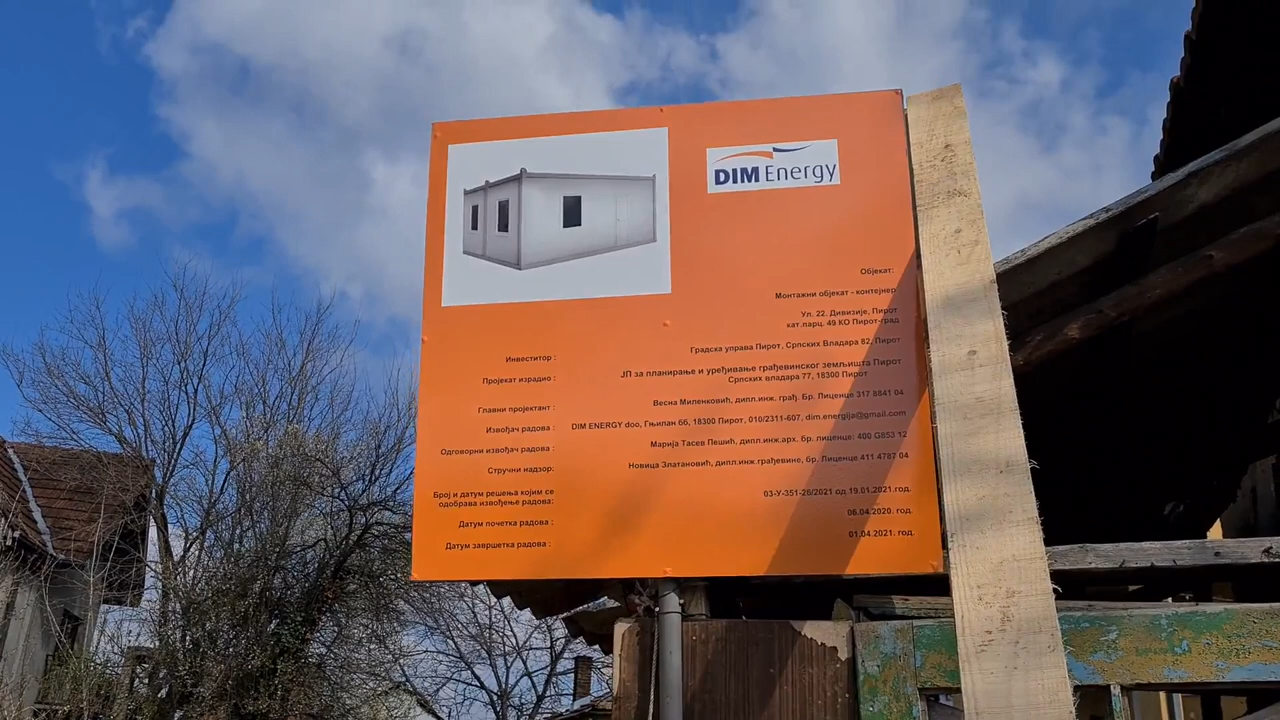 DIM Energy
Објекат:
Монтажни објекат - контејнер
Ул. 22. Дивизије, Пирот
кат.парц. 49 КО Пирот-град
Инвеститор : Градска управа Пирот, Српских Владара 82, Пирот
Пројекат израдио : ЈП за планирање и уређивање грађевинског земљишта Пирот
Српских владара 77, 18300 Пирот
Главни пројектант : Весна Миленковић, дипл.инж. грађ. Бр. Лиценце 317 8841 04
Извођач радова : DIM ENERGY doo, Гњилан бб, 18300 Пирот, 010/2311-607, dim.energija@gmail.com
Одговорни извођач радова : Марија Тасев Пешић, дипл.инж.арх. бр. лиценце: 400 G853 12
Стручни надзор: Новица Златановић, дипл.инж.грађевине, бр. Лиценце 411 4787 04
Број и датум решења којим се
одобрава извођење радова: 03-У-351-26/2021 од 19.01.2021.год.
Датум почетка радова : 06.04.2020. год.
Датум завршетка радова : 01.04.2021. год.